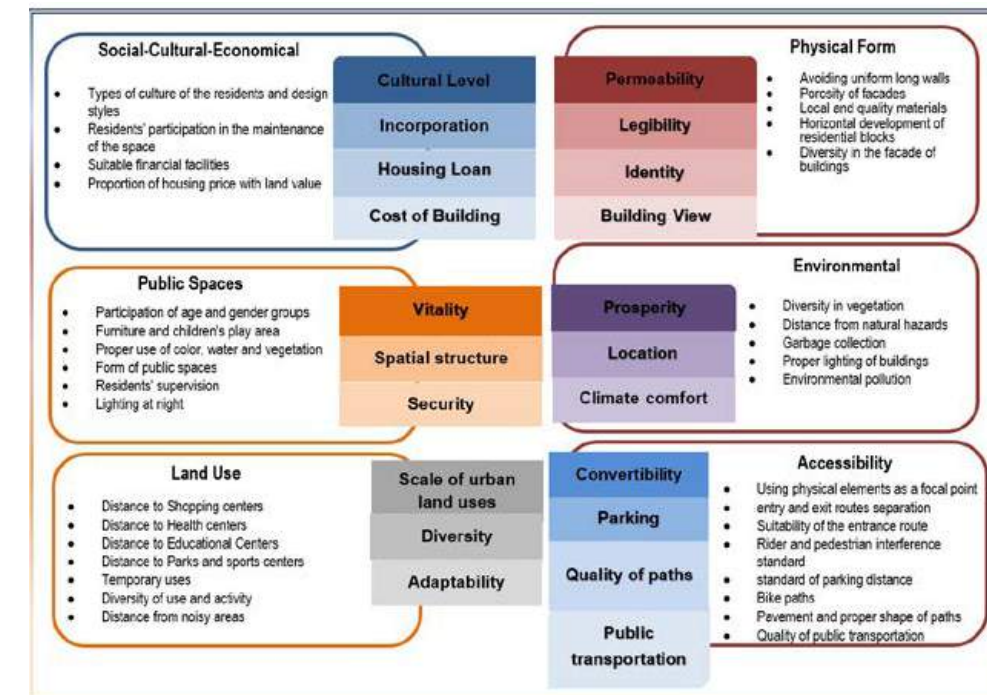 Social-Cultural-Economical
Types of culture of the residents and design
styles
Residents' participation in the maintenance
of the space
Suitable financial facilities
Proportion of housing price with land value
Cultural Level
Incorporation
Housing Loan
Cost of Building
Permeability
Legibility
Identity
Building View
Physical Form
Avoiding uniform long walls
Porosity of facades
Local and quality materials
Horizontal development of
residential blocks
Diversity in the facade of
buildings
Public Spaces
Participation of age and gender groups
Furniture and children's play area
Proper use of color, water and vegetation
Form of public spaces
Residents' supervision
Lighting at night
Vitality
Spatial structure
Security
Prosperity
Location
Climate comfort
Environmental
Diversity in vegetation
Distance from natural hazards
Garbage collection
Proper lighting of buildings
Environmental pollution
Land Use
Distance to Shopping centers
Distance to Health centers
Distance to Educational Centers
Distance to Parks and sports centers
Temporary uses
Diversity of use and activity
Distance from noisy areas
Scale of urban
land uses
Diversity
Adaptability
Convertibility
Parking
Quality of paths
Public
transportation
Accessibility
Using physical elements as a focal point
entry and exit routes separation
Suitability of the entrance route
Rider and pedestrian interference
standard
standard of parking distance
Bike paths
Pavement and proper shape of paths
Quality of public transportation